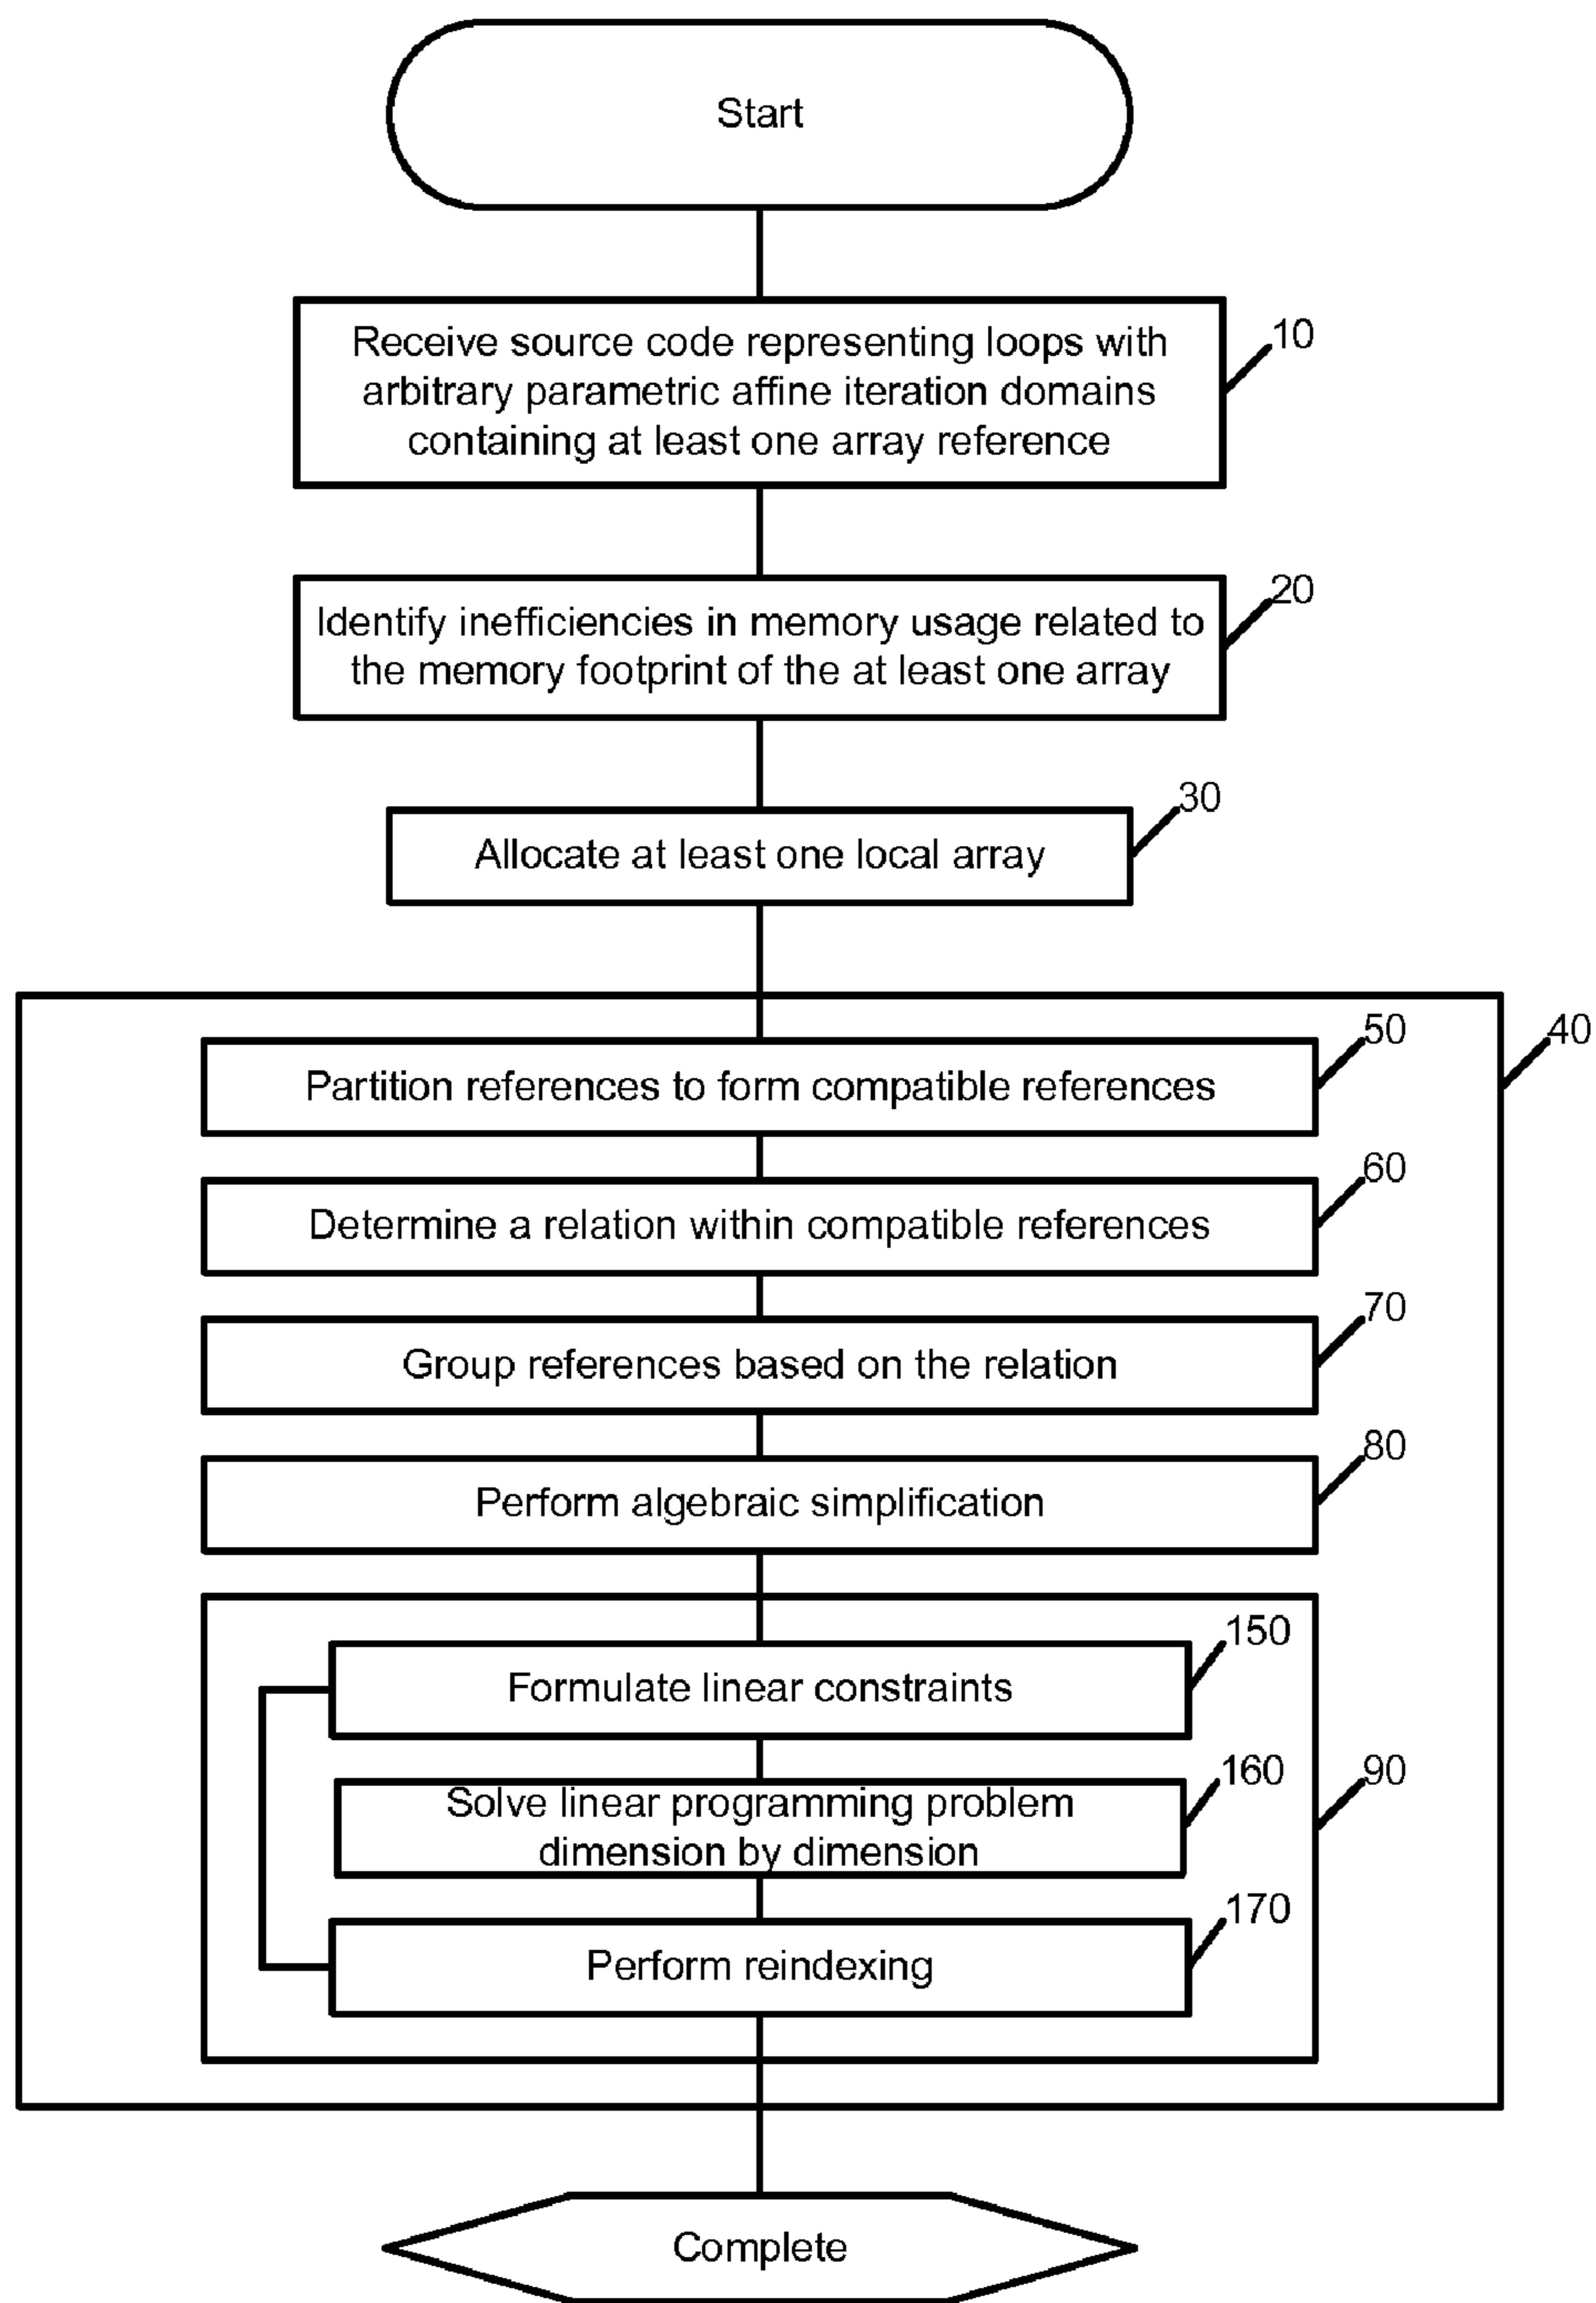 Start
Receive source code representing loops with
arbitrary parametric affine iteration domains
containing at least one array reference
10
Identify inefficiencies in memory usage related to
the memory footprint of the at least one array
20
Allocate at least one local array
30
40
Partition references to form compatible references
50
Determine a relation within compatible references
60
Group references based on the relation
70
Perform algebraic simplification
80
Formulate linear constraints
150
Solve linear programming problem
dimension by dimension
160
90
Perform reindexing
170
Complete